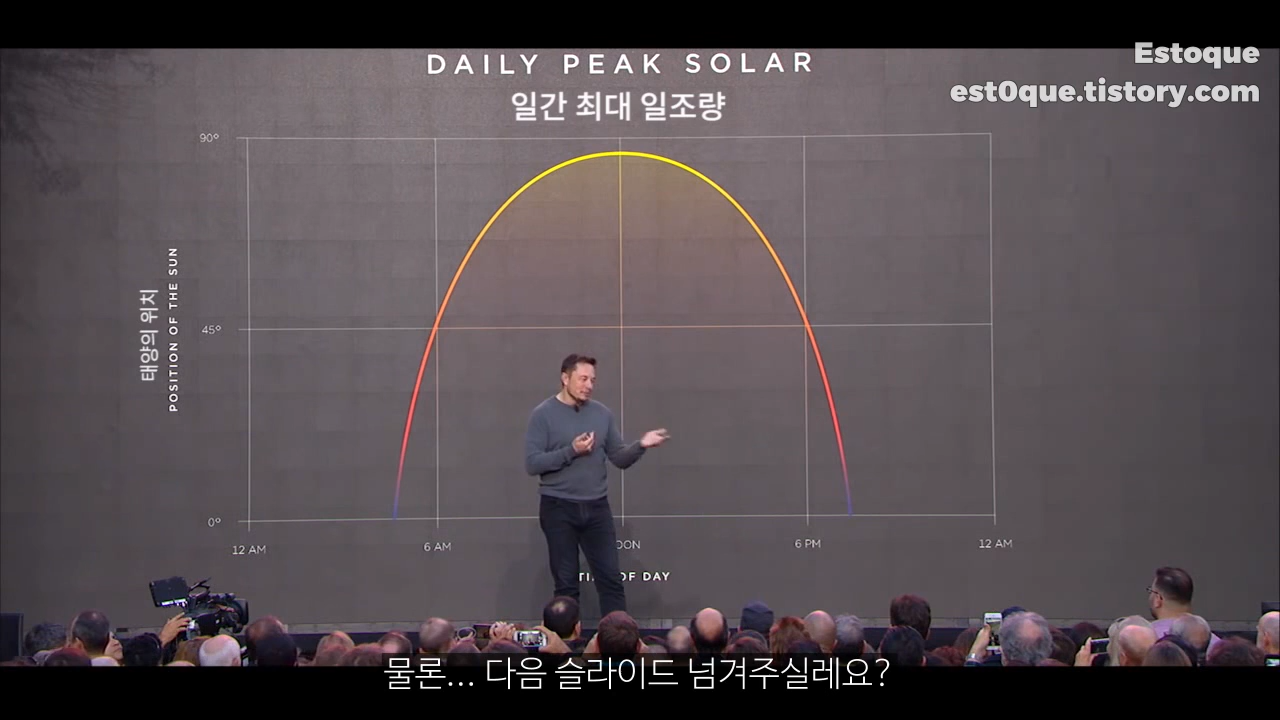 Estoque
est0que.tistory.com
DAILY PEAK SOLAR
일간 최대 일조량
90°
45°
0°
태양의 위치
POSITION OF THE SUN
12 AM
6 AM
OON
6 PM
12 AM
OF DAY
물론... 다음 슬라이드 넘겨주실레요?